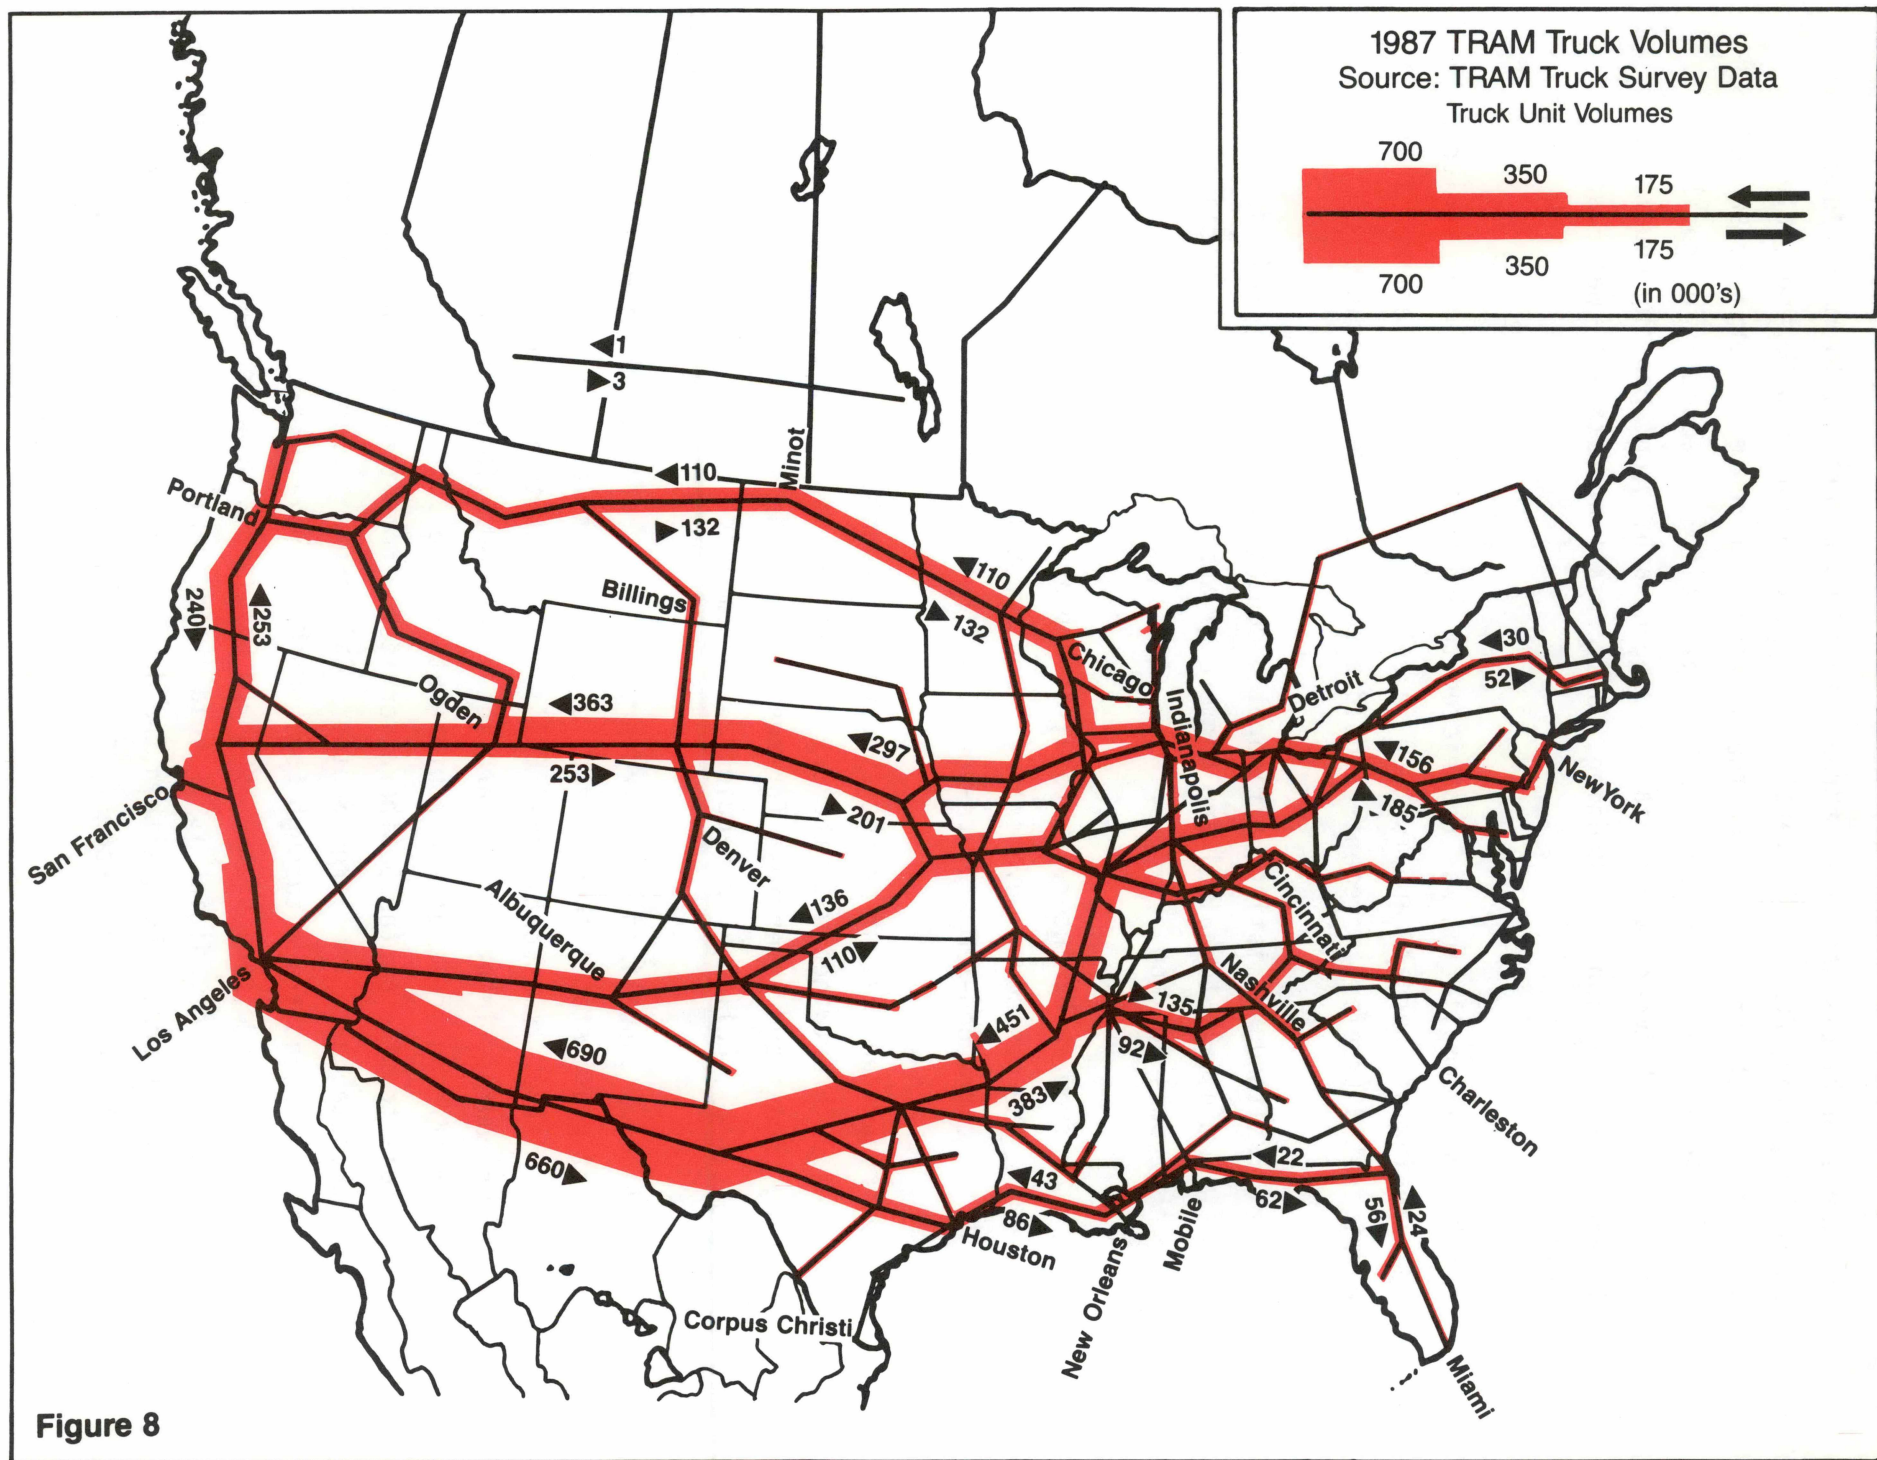 1987 TRAM Truck Volumes
Source: TRAM Truck Survey Data
Truck Unit Volumes
700
350
175
175
350
700
(in 000's)
1
3
Minot
110
132
Portland
110
Billings
132
240
253
30
Chicago
52
Detroit
Ogden
363
Indianapolis
297
156
253
New York
201
185
San Francisco
Denver
Cincinnati
Albuquerque
136
110
Nashville
Los Angeles
135
451
690
92
Charleston
383
660
22
43
62
86
56
24
Houston
Mobile
New Orleans
Corpus Christi
Miami
Figure 8